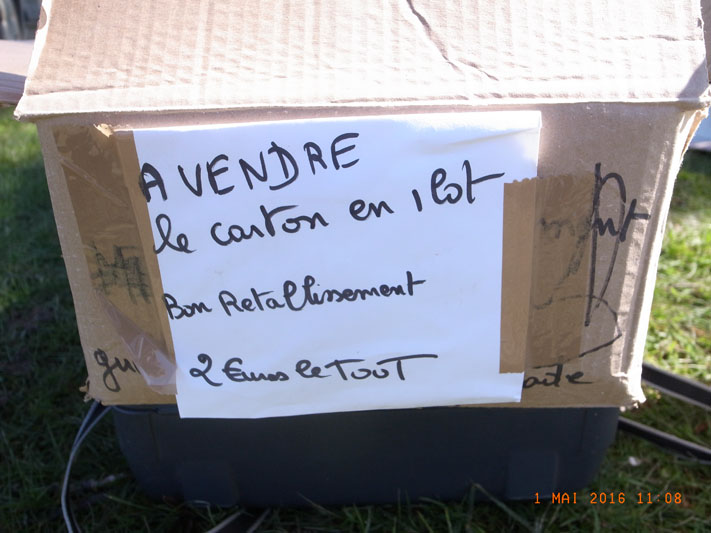 A VENDRE
le carton en 1 lot
Bon Retablissement
2 Euros le TOUT
1 MAI 2016 11:08